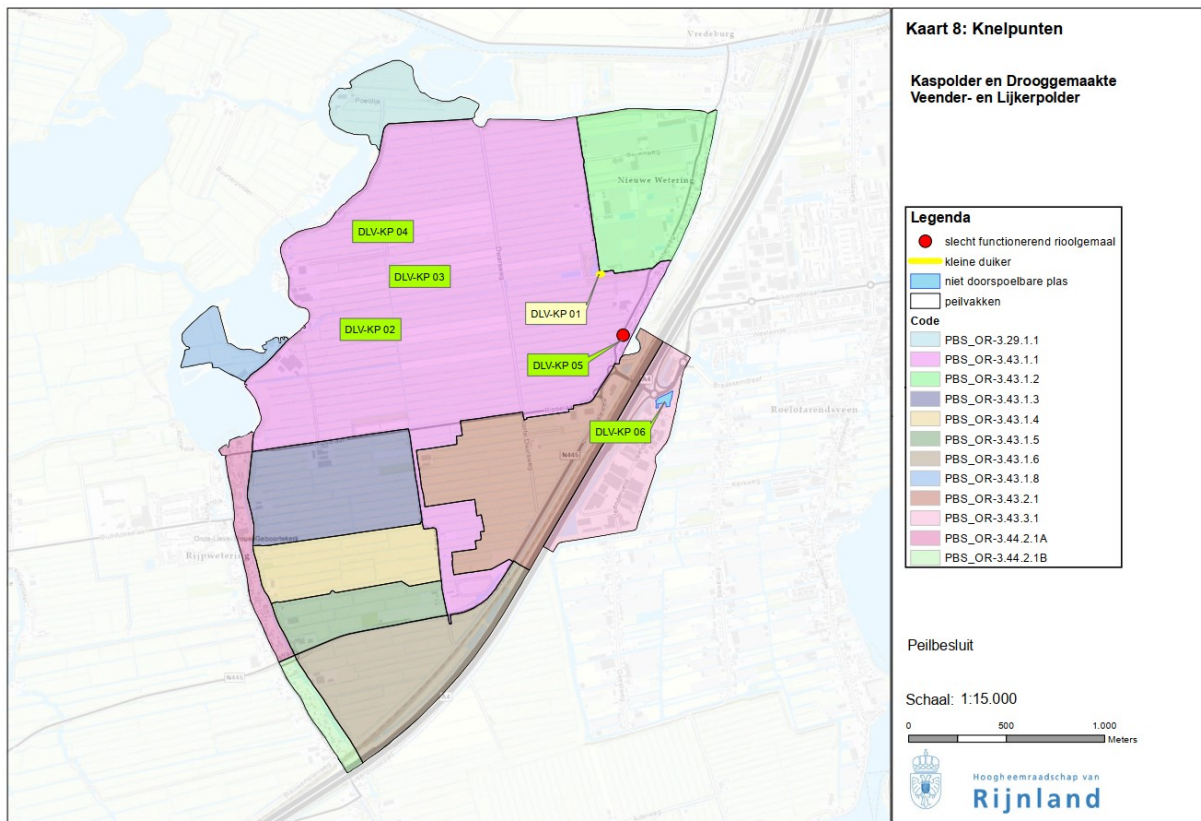 Kaart 8: Knelpunten
Kaspolder en Drooggemaakte
Veender- en Lijkerpolder
Vredeburg
Nieuwe Wetering
DLV-KP 04
DLV-KP 03
DLV-KP 02
DLV-KP 01
DLV-KP 05
DLV-KP 06
Roelofarendsveen
Rijpwetering
N445
N445
A4
A4
Legenda
slecht functionerend rioolgemaal
kleine duiker
niet doorspoelbare plas
peilvakken
Code
PBS_OR-3.29.1.1
PBS_OR-3.43.1.1
PBS_OR-3.43.1.2
PBS_OR-3.43.1.3
PBS_OR-3.43.1.4
PBS_OR-3.43.1.5
PBS_OR-3.43.1.6
PBS_OR-3.43.1.8
PBS_OR-3.43.2.1
PBS_OR-3.43.3.1
PBS_OR-3.44.2.1A
PBS_OR-3.44.2.1B
Peilbesluit
Schaal: 1:15.000
0 500 1.000
Meters
Hoogheemraadschap van
Rijnland